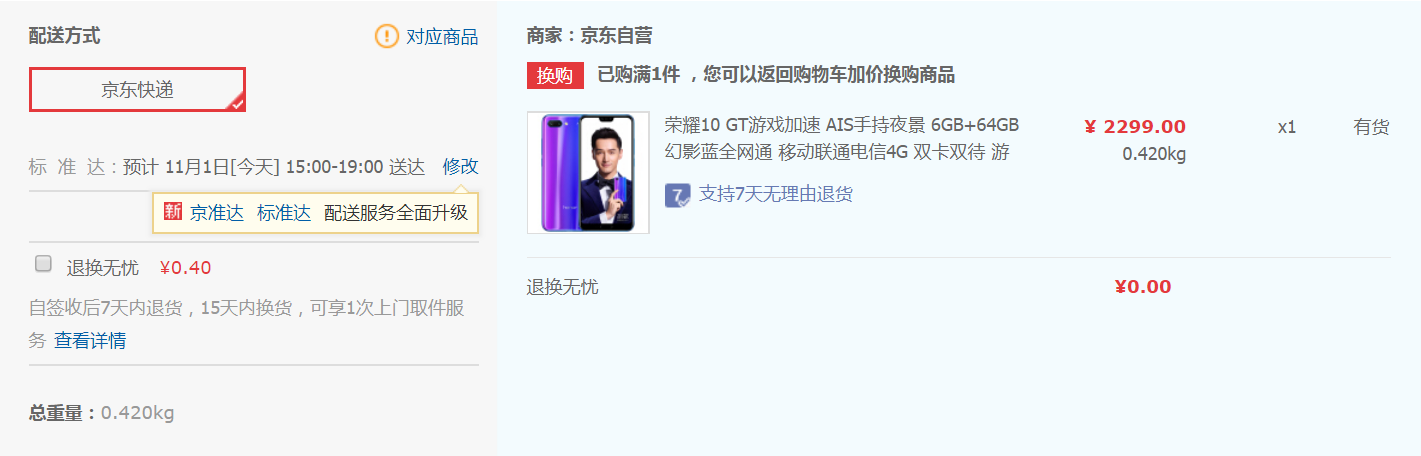 配送方式
对应商品
京东快递
标 准 达：预计 11月1日[今天] 15:00-19:00 送达 修改
新 京准达 标准达 配送服务全面升级
退换无忧 ¥0.40
自签收后7天内退货，15天内换货，可享1次上门取件服
务 查看详情
总重量：0.420kg
商家：京东自营
换购 已购满1件 ，您可以返回购物车加价换购商品
荣耀10 GT游戏加速 AIS手持夜景 6GB+64GB
幻影蓝全网通 移动联通电信4G 双卡双待 游
¥ 2299.00 x1 有货
0.420kg
7 支持7天无理由退货
退换无忧 ¥0.00